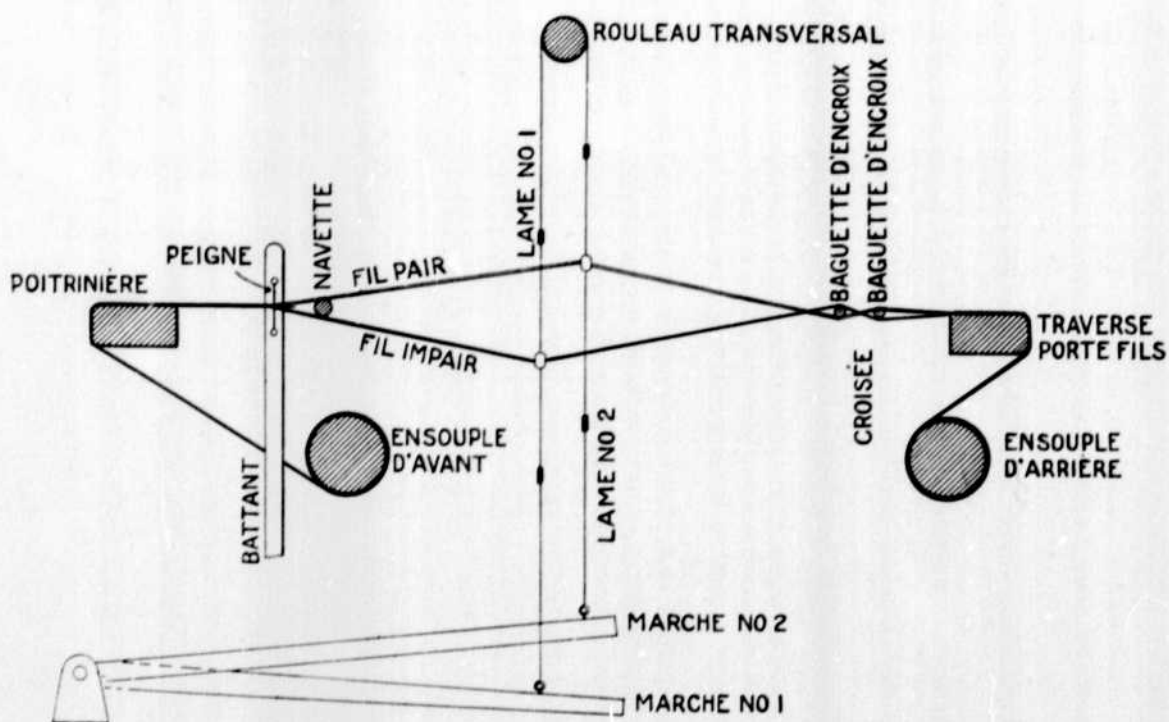 ROULEAU TRANSVERSAL
LAME NO 1
BAGUETTE D'ENCROIX
BAGUETTE D'ENCROIX
NAVETTE
PEIGNE
POITRINIÈRE
FIL PAIR
FIL IMPAIR
TRAVERSE
PORTE FILS
CROISÉE
ENSOUPLE
D'AVANT
LAME NO 2
ENSOUPLE
D'ARRIÈRE
BATTANT
MARCHE NO 2
MARCHE NO 1